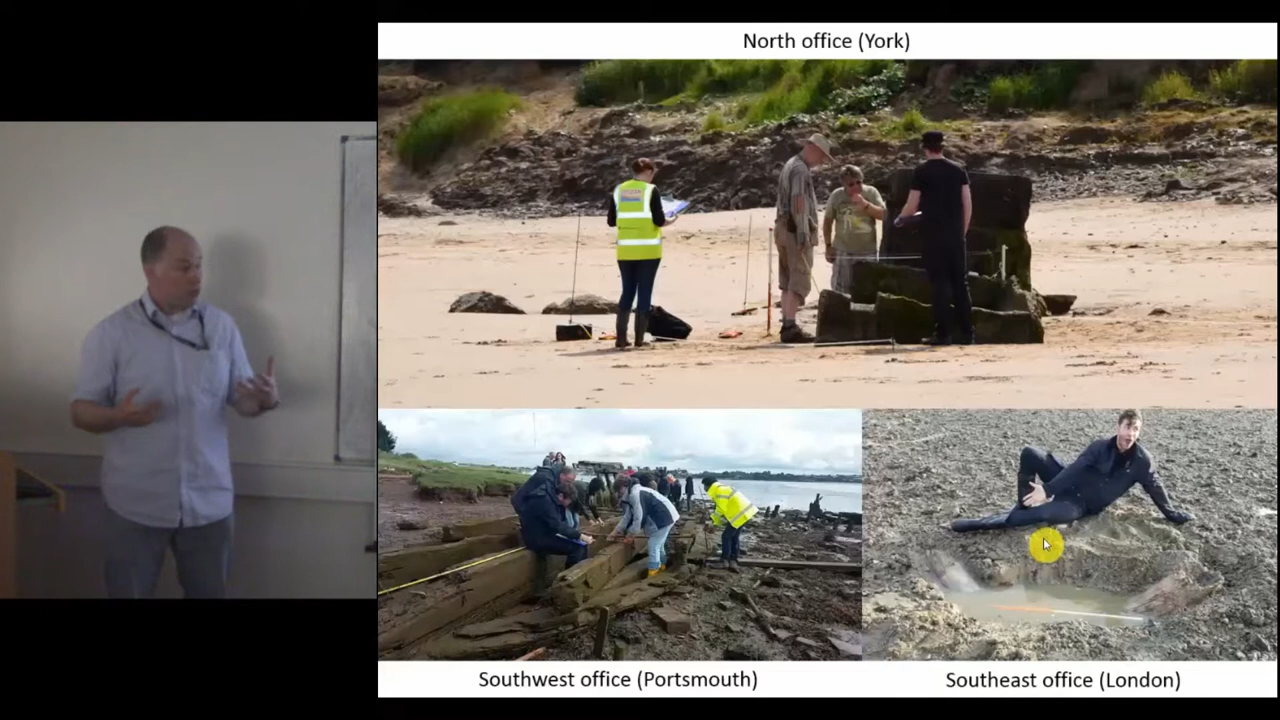 North office (York)
Southwest office (Portsmouth)
Southeast office (London)